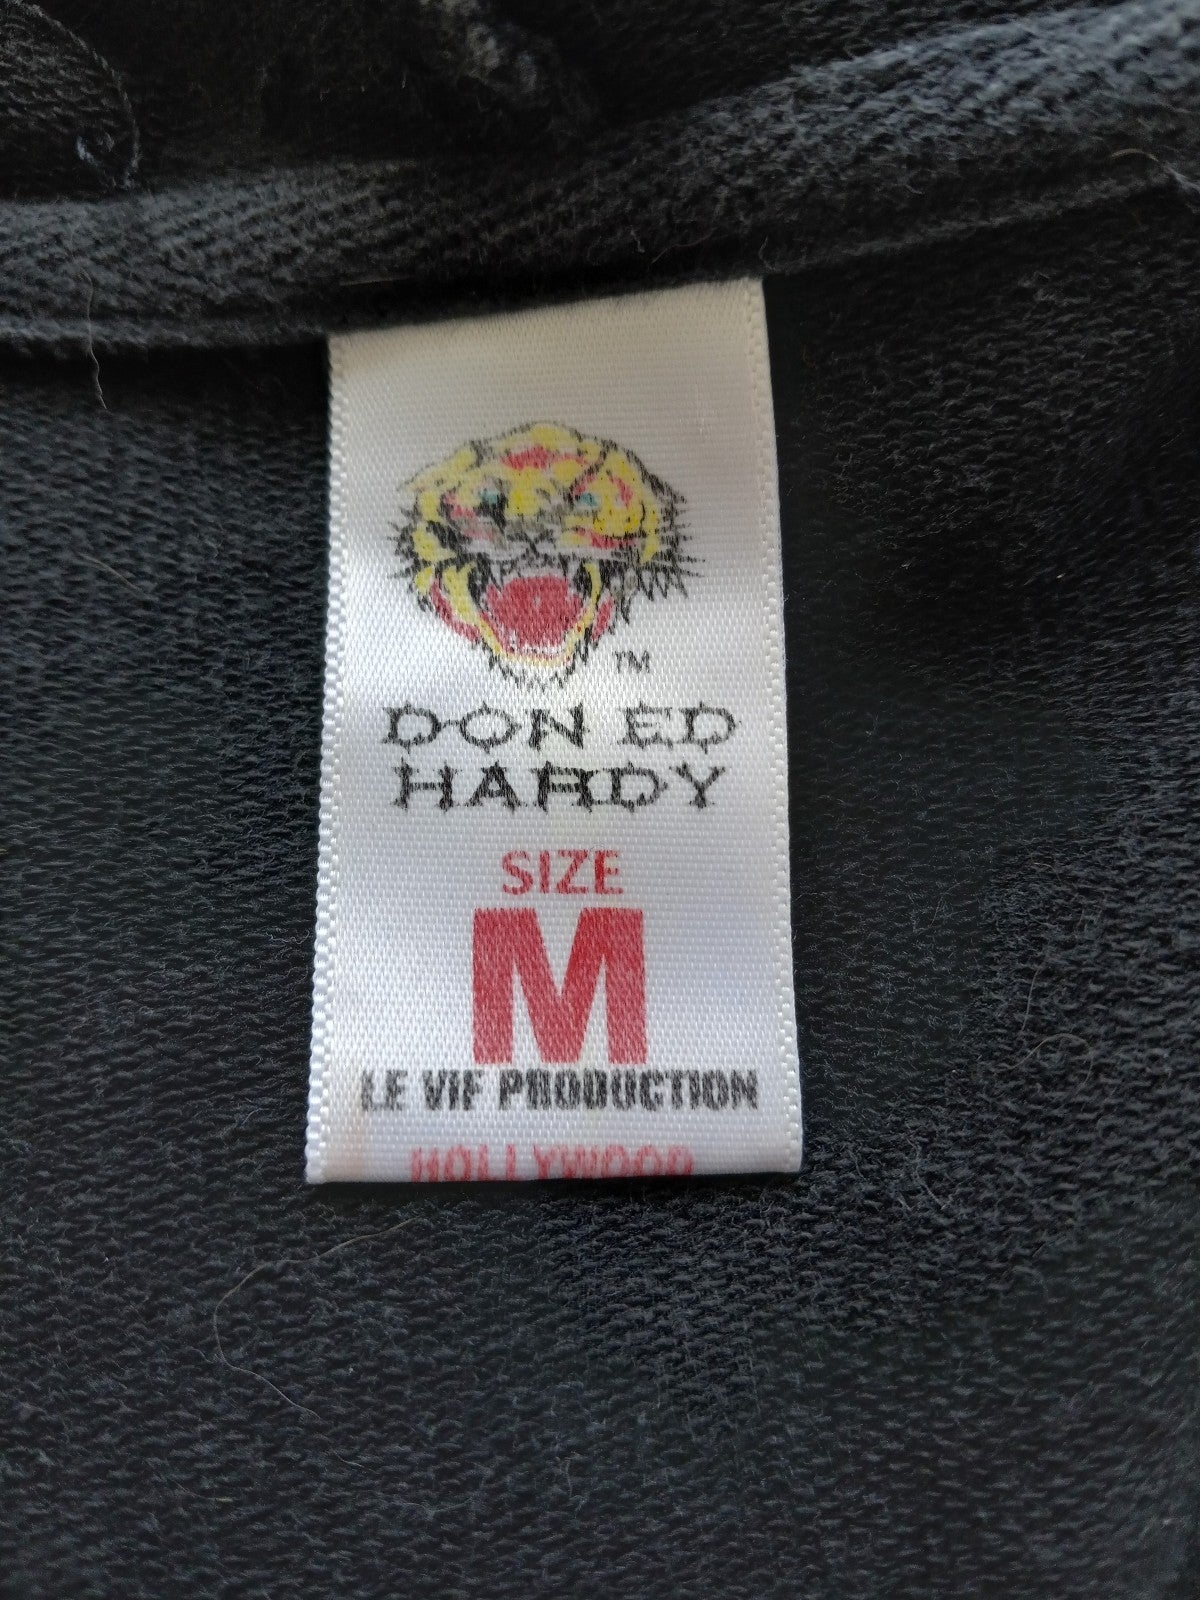 TM
DON ED
HARDY
SIZE
M
LE VIF PRODUCTION
HOLLYWOOD